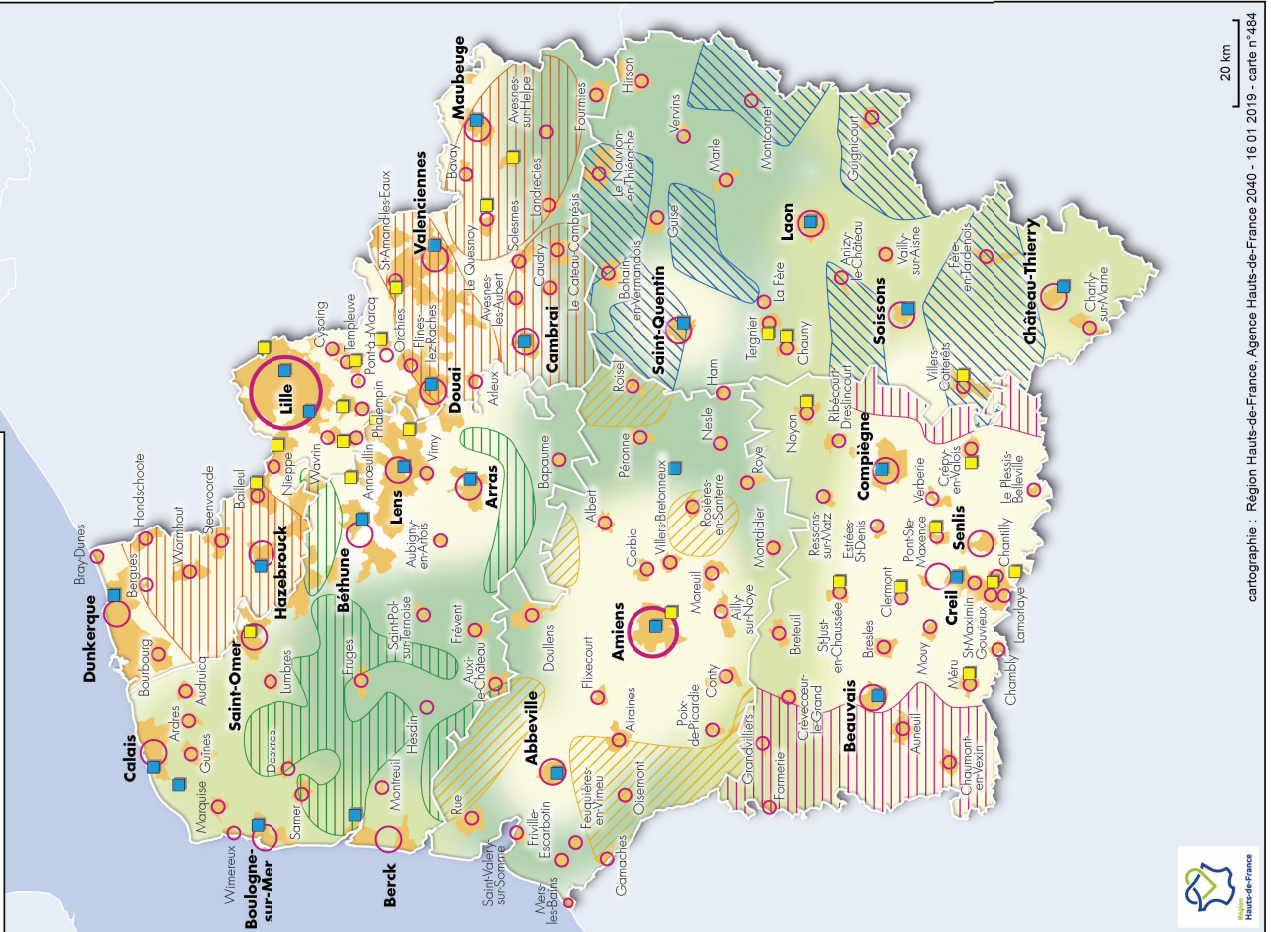 Dunkerque
Bray-Dunes
Hondschoole
Bergues
Wormhout
Steenvoorde
Bourbourg
Calais
Audruicq
Ardres
Guînes
Marquise
Wimereux
Boulogne-
sur-Mer
Samer
Desvres
Lumbres
Saint-Omer
Hazebrouck
Bailleul
Nieppe
Lille
Wavrin
Annœullin
Phalempin
Cysoing
Templeuve
Pont-à-Marcq
Orchies
Flines-
lez-Raches
St-Amand-les-Eaux
Valenciennes
Douai
Arleux
Lens
Vimy
Béthune
Arras
Aubigny-
en-Artois
Bapaume
Fruges
Saint-Pol-
sur-Ternoise
Frévent
Auxi-
le-Château
Hesdin
Montreuil
Berck
Maubeuge
Bavay
Le Quesnoy
Avesnes-
sur-Helpe
Fourmies
Landrecies
Solesmes
Avesnes-
les-Aubert
Caudry
Le Cateau-Cambrésis
Cambrai
Hirson
Vervins
Le Nouvion-
en-Thiérache
Guise
Marle
Montcornet
Bohain-
en-Vermandois
Saint-Quentin
La Fère
Tergnier
Chauny
Laon
Guignicourt
Anizy-
le-Château
Vailly-
sur-Aisne
Soissons
Fère-
en-Tardenois
Villers-
Cotterêts
Château-Thierry
Charly-
sur-Marne
Rue
Saint-Valery-
sur-Somme
Friville-
Escarbotin
Mers-
les-Bains
Feuquières-
en-Vimeu
Gamaches
Oisemont
Abbeville
Airaines
Flixecourt
Doullens
Amiens
Albert
Corbie
Villers-Bretonneux
Rosières-
en-Santerre
Moreuil
Ailly-
sur-Noye
Conty
Poix-
de-Picardie
Montdidier
Roye
Nesle
Ham
Péronne
Roisel
Noyon
Ribécourt-
Dreslincourt
Compiègne
Ressons-
sur-Matz
Estrées-
St-Denis
Verberie
Crépy-
en-Valois
Le Plessis-
Belleville
Pont-Ste-
Maxence
Senlis
Chantilly
Creil
St-Maximin
Gouvieux
Lamorlaye
Clermont
St-Just-
en-Chaussée
Breteuil
Bresles
Mouy
Méru
Chambly
Beauvais
Auneuil
Chaumont-
en-Vexin
Crèvecœur-
le-Grand
Grandvilliers
Formerie
20 km
cartographie : Région Hauts-de-France, Agence Hauts-de-France 2040 - 16 01 2019 - carte n°484
Région
Hauts-de-France